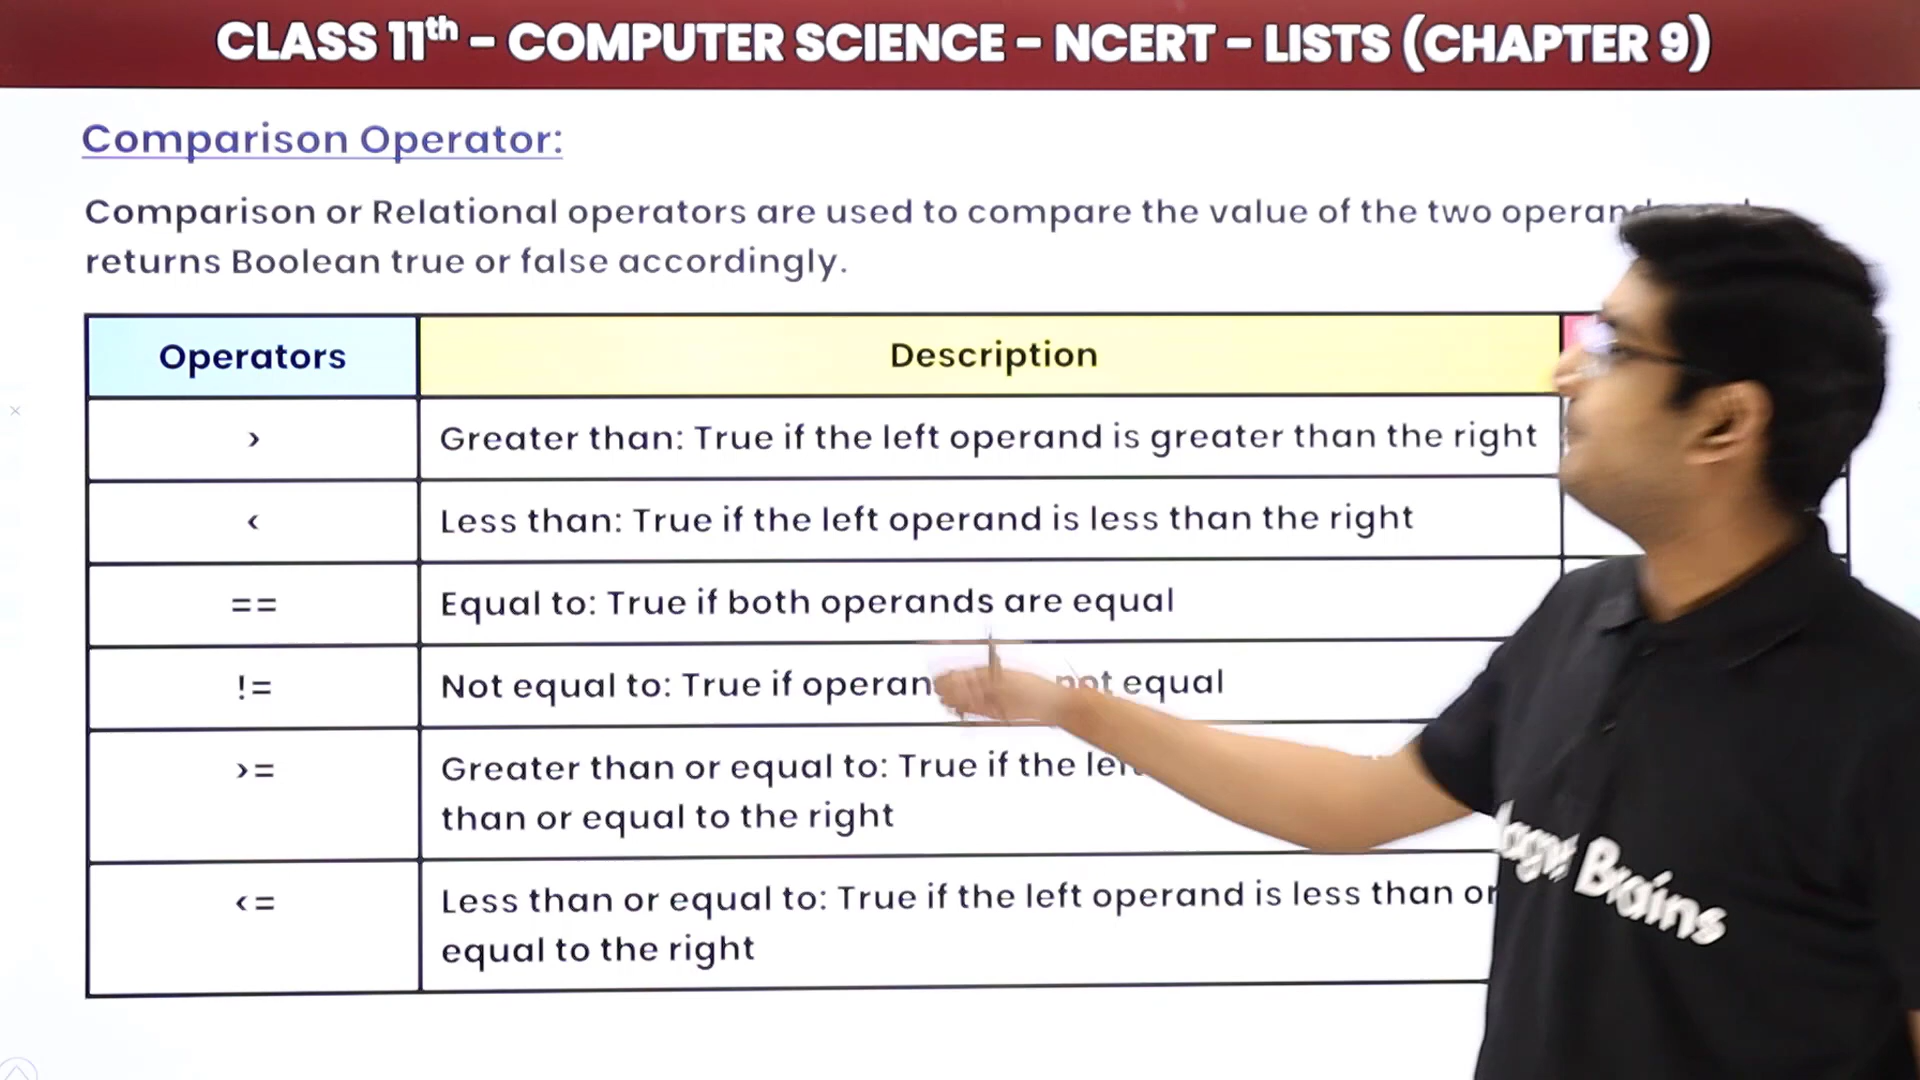 CLASS 11th - COMPUTER SCIENCE - NCERT - LISTS (CHAPTER 9)
Comparison Operator:
Comparison or Relational operators are used to compare the value of the two
returns Boolean true or false accordingly.
Operators Description
> Greater than: True if the left operand is greater than the right
< Less than: True if the left operand is less than the right
== Equal to: True if both operands are equal
!= Not equal to: True if not equal
>= Greater than or equal to: True if the
than or equal to the right
<= Less than or equal to: True if the left operand is less than or
equal to the right
Brains